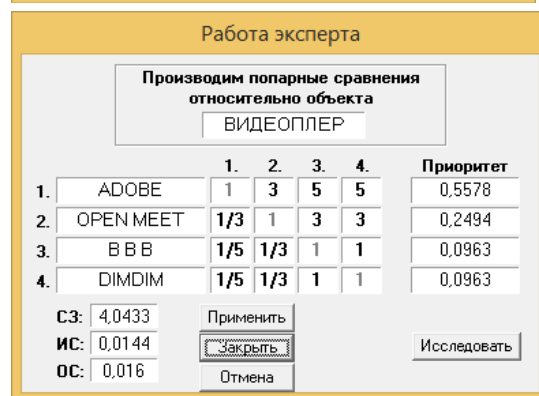 Работа эксперта
Производим попарные сравнения
относительно объекта
ВИДЕОПЛЕР
1. 2. 3. 4. Приоритет
1. ADOBE 1 3 5 5 0,5578
2. OPEN MEET 1/3 1 3 3 0,2494
3. B B B 1/5 1/3 1 1 0,0963
4. DIMDIM 1/5 1/3 1 1 0,0963
СЗ: 4,0433 Применить
ИС: 0,0144 Закрыть Исследовать
ОС: 0,016 Отмена